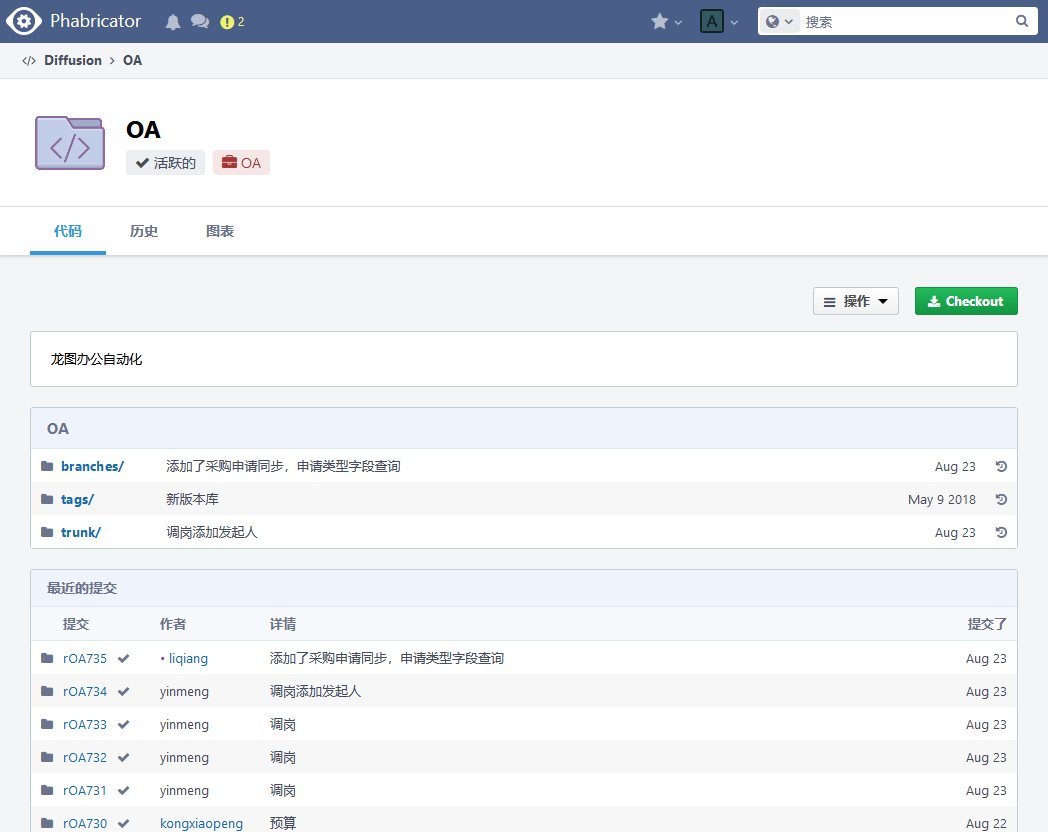 Phabricator 2 A 搜索
Diffusion > OA
OA
活跃的 OA
代码 历史 图表
操作 Checkout
龙图办公自动化
OA
branches/ 添加了采购申请同步，申请类型字段查询 Aug 23
tags/ 新版本库 May 9 2018
trunk/ 调岗添加发起人 Aug 23
最近的提交
提交 作者 详情 提交了
rOA735 • liqiang 添加了采购申请同步，申请类型字段查询 Aug 23
rOA734 yinmeng 调岗添加发起人 Aug 23
rOA733 yinmeng 调岗 Aug 23
rOA732 yinmeng 调岗 Aug 23
rOA731 yinmeng 调岗 Aug 23
rOA730 kongxiaopeng 预算 Aug 22